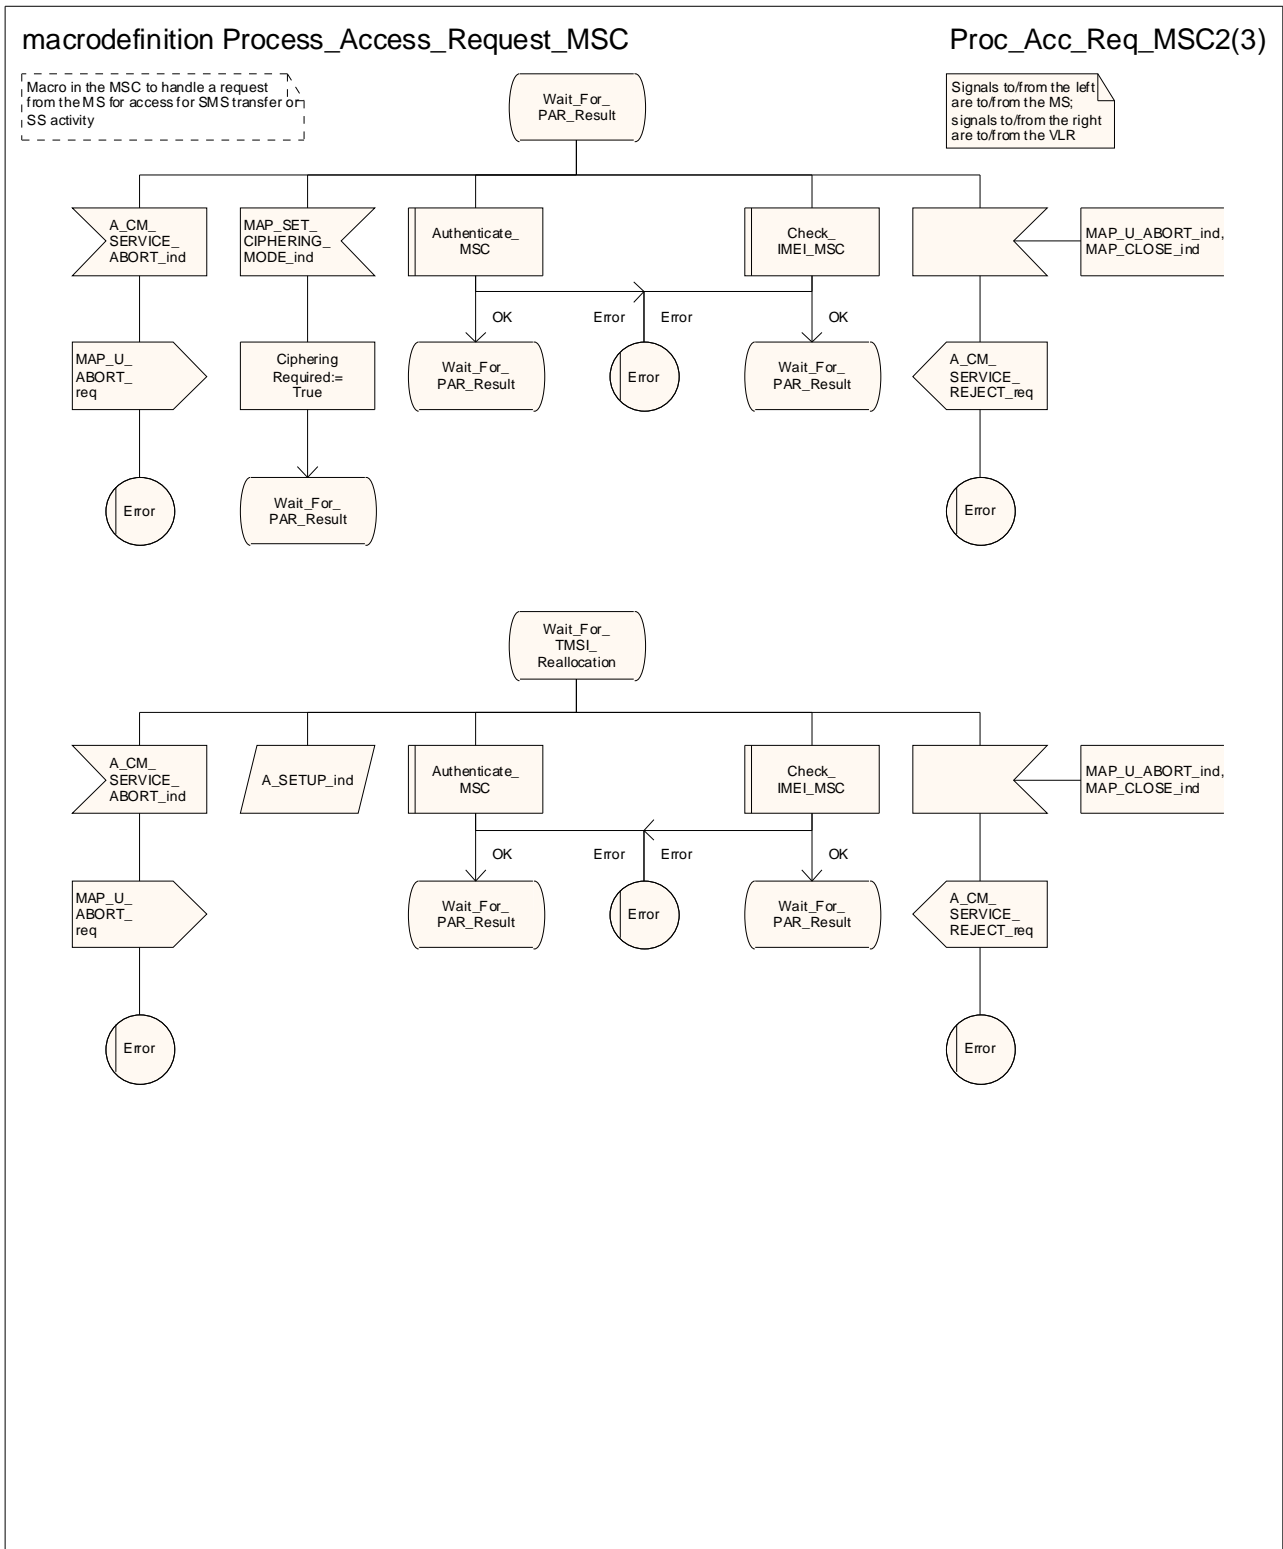 macrodefinition Process_Access_Request_MSC
Proc_Acc_Req_MSC2(3)
Macro in the MSC to handle a request
from the MS for access for SMS transfer or
SS activity
Wait_For_
PAR_Result
Signals to/from the left
are to/from the MS;
signals to/from the right
are to/from the VLR
A_CM_
SERVICE_
ABORT_ind
MAP_SET_
CIPHERING_
MODE_ind
Authenticate_
MSC
Check_
IMEI_MSC
MAP_U_ABORT_ind,
MAP_CLOSE_ind
OK
Error
Error
OK
MAP_U_
ABORT_
req
Ciphering
Required:=
True
Wait_For_
PAR_Result
Error
Wait_For_
PAR_Result
A_CM_
SERVICE_
REJECT_req
Error
Wait_For_
PAR_Result
Error
Wait_For_
TMSI_
Reallocation
A_CM_
SERVICE_
ABORT_ind
A_SETUP_ind
Authenticate_
MSC
Check_
IMEI_MSC
MAP_U_ABORT_ind,
MAP_CLOSE_ind
OK
Error
Error
OK
MAP_U_
ABORT_
req
Wait_For_
PAR_Result
Error
Wait_For_
PAR_Result
A_CM_
SERVICE_
REJECT_req
Error
Error